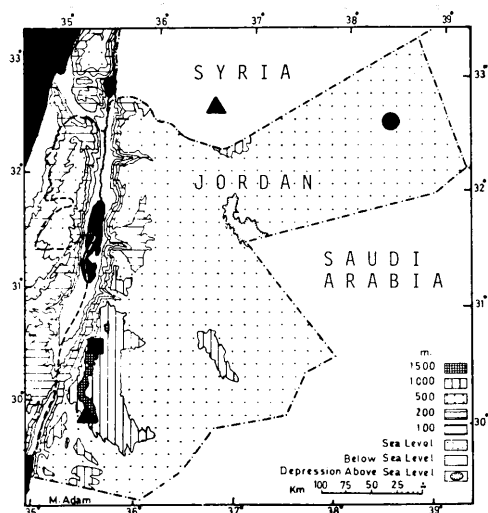 35° 36° 37° 38° 39°
33° 33°
SYRIA
32° 32°
JORDAN
SAUDI
ARABIA
31° 31°
m.
1500
1000
500
200
100
30° 30°
Sea Level
Below Sea Level
Depression Above Sea Level
Km 100 75 50 25
M. Adam
35° 36° 37° 38° 39°